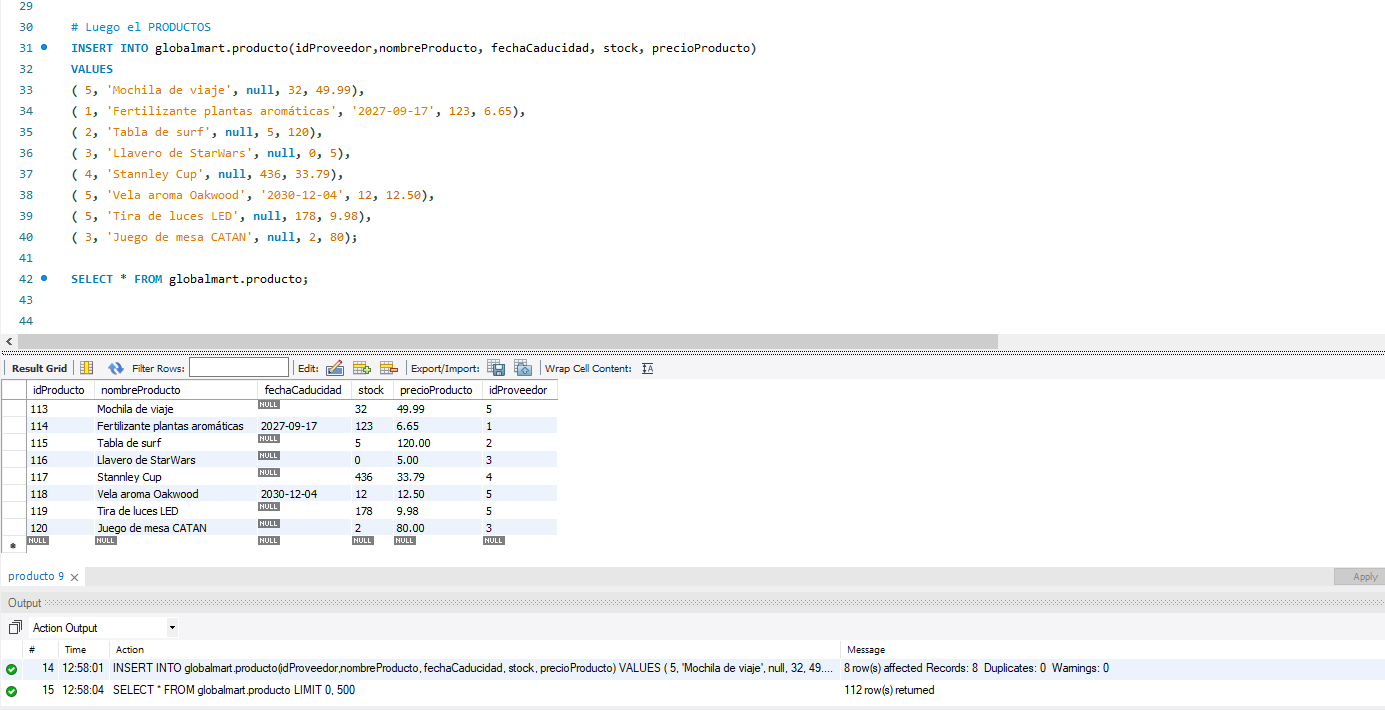 29
30 # Luego el PRODUCTOS
31 INSERT INTO globalmart.producto(idProveedor,nombreProducto, fechaCaducidad, stock, precioProducto)
32 VALUES
33 ( 5, 'Mochila de viaje', null, 32, 49.99),
34 ( 1, 'Fertilizante plantas aromáticas', '2027-09-17', 123, 6.65),
35 ( 2, 'Tabla de surf', null, 5, 120),
36 ( 3, 'Llavero de StarWars', null, 0, 5),
37 ( 4, 'Stannley Cup', null, 436, 33.79),
38 ( 5, 'Vela aroma Oakwood', '2030-12-04', 12, 12.50),
39 ( 5, 'Tira de luces LED', null, 178, 9.98),
40 ( 3, 'Juego de mesa CATAN', null, 2, 80);
41
42 SELECT * FROM globalmart.producto;
43
44
Result Grid Filter Rows: Edit: Export/Import: Wrap Cell Content:
idProducto nombreProducto fechaCaducidad stock precioProducto idProveedor
113 Mochila de viaje NULL 32 49.99 5
114 Fertilizante plantas aromáticas 2027-09-17 123 6.65 1
115 Tabla de surf NULL 5 120.00 2
116 Llavero de StarWars NULL 0 5.00 3
117 Stannley Cup NULL 436 33.79 4
118 Vela aroma Oakwood 2030-12-04 12 12.50 5
119 Tira de luces LED NULL 178 9.98 5
120 Juego de mesa CATAN NULL 2 80.00 3
NULL NULL NULL NULL NULL NULL
producto 9
Apply
Output
Action Output
# Time Action Message
14 12:58:01 INSERT INTO globalmart.producto(idProveedor,nombreProducto, fechaCaducidad, stock, precioProducto) VALUES ( 5, 'Mochila de viaje', null, 32, 49.... 8 row(s) affected Records: 8 Duplicates: 0 Warnings: 0
15 12:58:04 SELECT * FROM globalmart.producto LIMIT 0, 500 112 row(s) returned